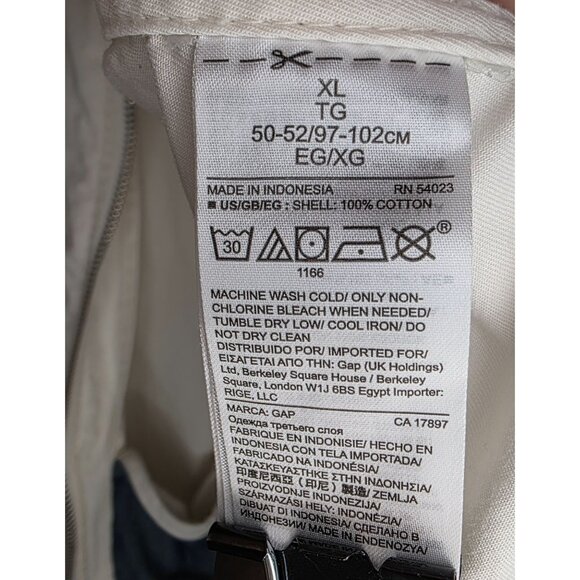 XL
TG
50-52/97-102CM
EG/XG
MADE IN INDONESIA RN 54023
■ US/GB/EG : SHELL: 100% COTTON
30 ®
1166
MACHINE WASH COLD/ ONLY NON-
CHLORINE BLEACH WHEN NEEDED/
TUMBLE DRY LOW/ COOL IRON/ DO
NOT DRY CLEAN
DISTRIBUIDO POR/ IMPORTED FOR/
ΕΙΣΑΓΕΤΑΙ ΑΠΟ ΤΗΝ: Gap (UK Holdings)
Ltd, Berkeley Square House / Berkeley
Square, London W1J 6BS Egypt Importer:
RIGE, LLC
MARCA: GAP CA 17897
Одежда третьего слоя
FABRIQUE EN INDONISIE/ HECHO EN
INDONESIA CON TELA IMPORTADA/
FABRICADO NA INDONÉSIA/
ΚΑΤΑΣΚΕΥΑΣΤΗΚΕ ΣΤΗΝ ΙΝΔΟΝΗΣΙΑ/
印度尼西亞 (印尼) 製造/ ZEMLJA
PROIZVODNJE INDONEZIJA/
SZÁRMAZÁSI HELY: INDONÉZIA/
DIBUAT DI INDONESIA/
MADE IN ENDENOZYA/